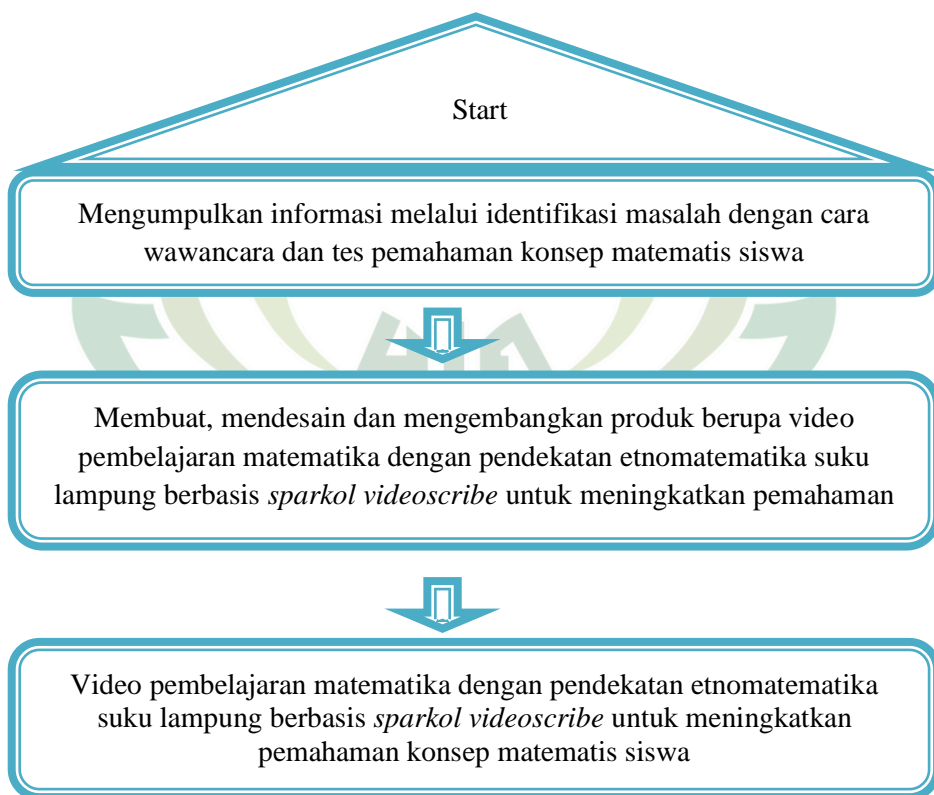 Start
Mengumpulkan informasi melalui identifikasi masalah dengan cara
wawancara dan tes pemahaman konsep matematis siswa
Membuat, mendesain dan mengembangkan produk berupa video
pembelajaran matematika dengan pendekatan etnomatematika suku
lampung berbasis sparkol videoscribe untuk meningkatkan pemahaman
Video pembelajaran matematika dengan pendekatan etnomatematika
suku lampung berbasis sparkol videoscribe untuk meningkatkan
pemahaman konsep matematis siswa